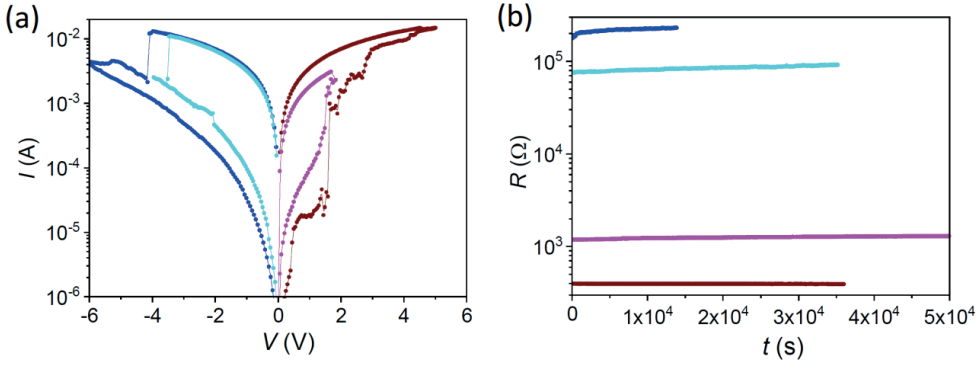 (a)
10⁻²
10⁻³
10⁻⁴
10⁻⁵
10⁻⁶
I (A)
-6 -4 -2 0 2 4 6
V (V)
(b)
10⁵
10⁴
10³
R (Ω)
0 1x10⁴ 2x10⁴ 3x10⁴ 4x10⁴ 5x10⁴
t (s)